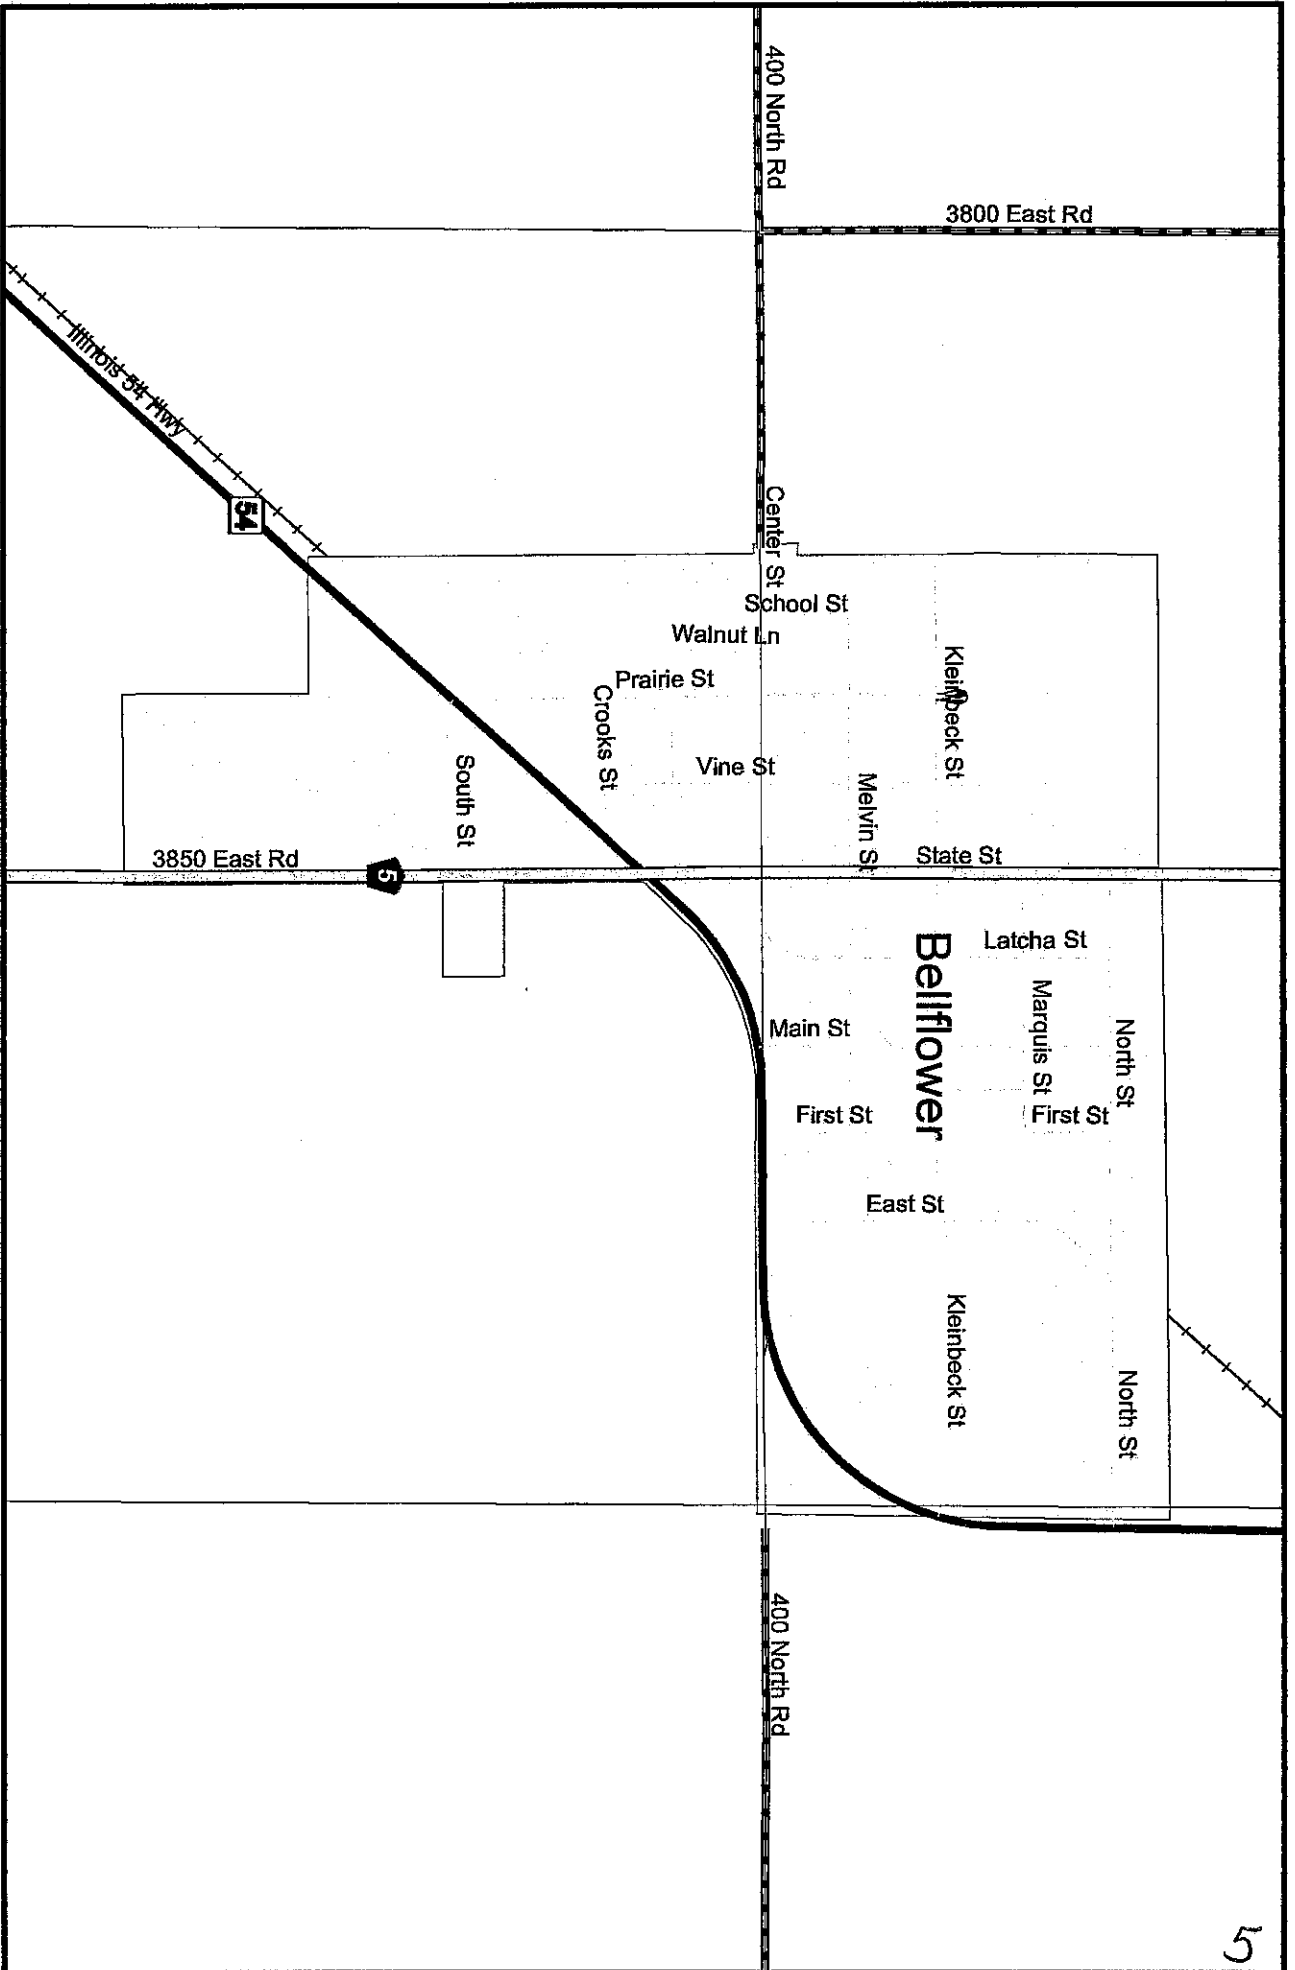 400 North Rd
3800 East Rd
Illinois 54 Hwy
54
Center St
School St
Walnut Ln
Prairie St
Kleinbeck St
Crooks St
Vine St
South St
Melvin St
3850 East Rd
5
State St
Latcha St
Bellflower
Marquis St
North St
Main St
First St
First St
East St
Kleinbeck St
North St
400 North Rd
5